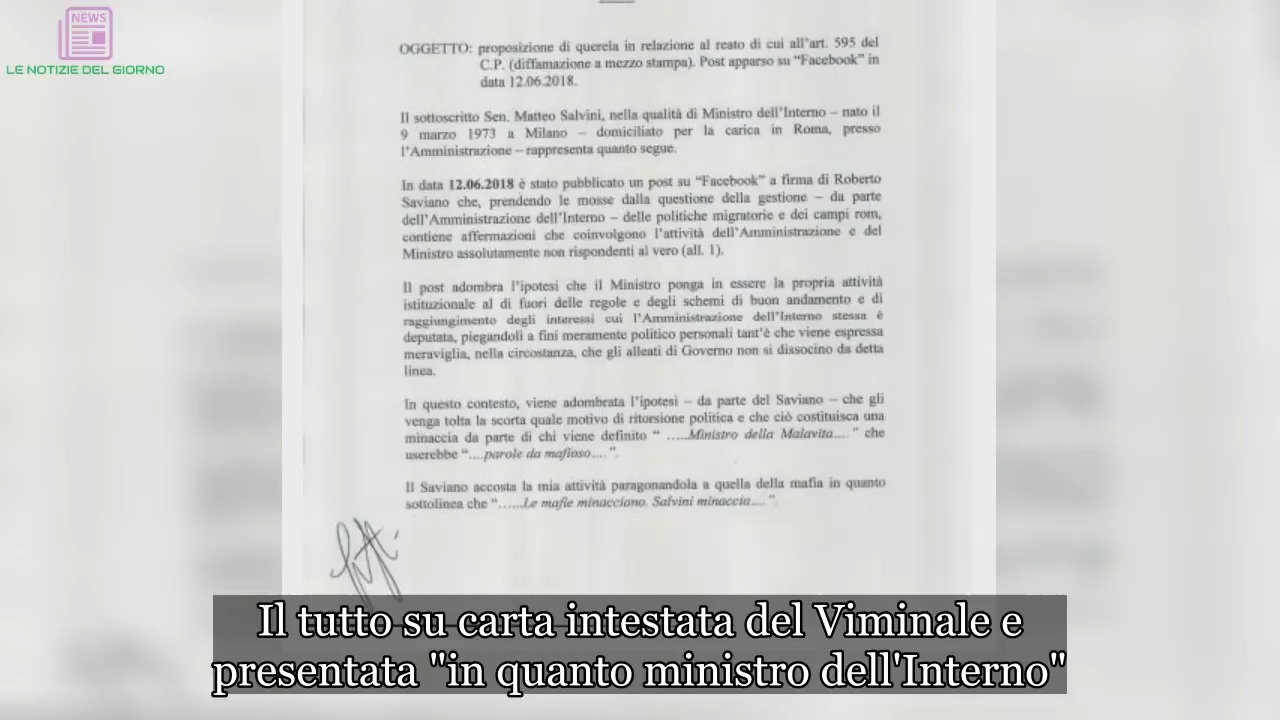 NEWS
LE NOTIZIE DEL GIORNO
OGGETTO: proposizione di querela in relazione al reato di cui all'art. 595 del
C.P. (diffamazione a mezzo stampa). Post apparso su "Facebook" in
data 12.06.2018.
Il sottoscritto Sen. Matteo Salvini, nella qualità di Ministro dell'Interno – nato il
9 marzo 1973 a Milano – domiciliato per la carica in Roma, presso
l'Amministrazione – rappresenta quanto segue.
In data 12.06.2018 è stato pubblicato un post su "Facebook" a firma di Roberto
Saviano che, prendendo le mosse dalla questione della gestione – da parte
dell'Amministrazione dell'Interno – delle politiche migratorie e dei campi rom,
contiene affermazioni che coinvolgono l'attività dell'Amministrazione e del
Ministro assolutamente non rispondenti al vero (all. 1).
Il post adombra l'ipotesi che il Ministro ponga in essere la propria attività
istituzionale al di fuori delle regole e degli schemi di buon andamento e di
raggiungimento degli interessi cui l'Amministrazione dell'Interno stessa è
deputata, piegandoli a fini meramente politico personali tant'è che viene espressa
meraviglia, nella circostanza, che gli alleati di Governo non si dissocino da detta
linea.
In questo contesto, viene adombrata l'ipotesi – da parte del Saviano – che gli
venga tolta la scorta quale motivo di ritorsione politica e che ciò costituisca una
minaccia da parte di chi viene definito " .....Ministro della Malavita...." che
userebbe "....parole da mafioso....".
Il Saviano accosta la mia attività paragonandola a quella della mafia in quanto
sottolinea che "......Le mafie minacciano. Salvini minaccia....".
Il tutto su carta intestata del Viminale e
presentata "in quanto ministro dell'Interno"